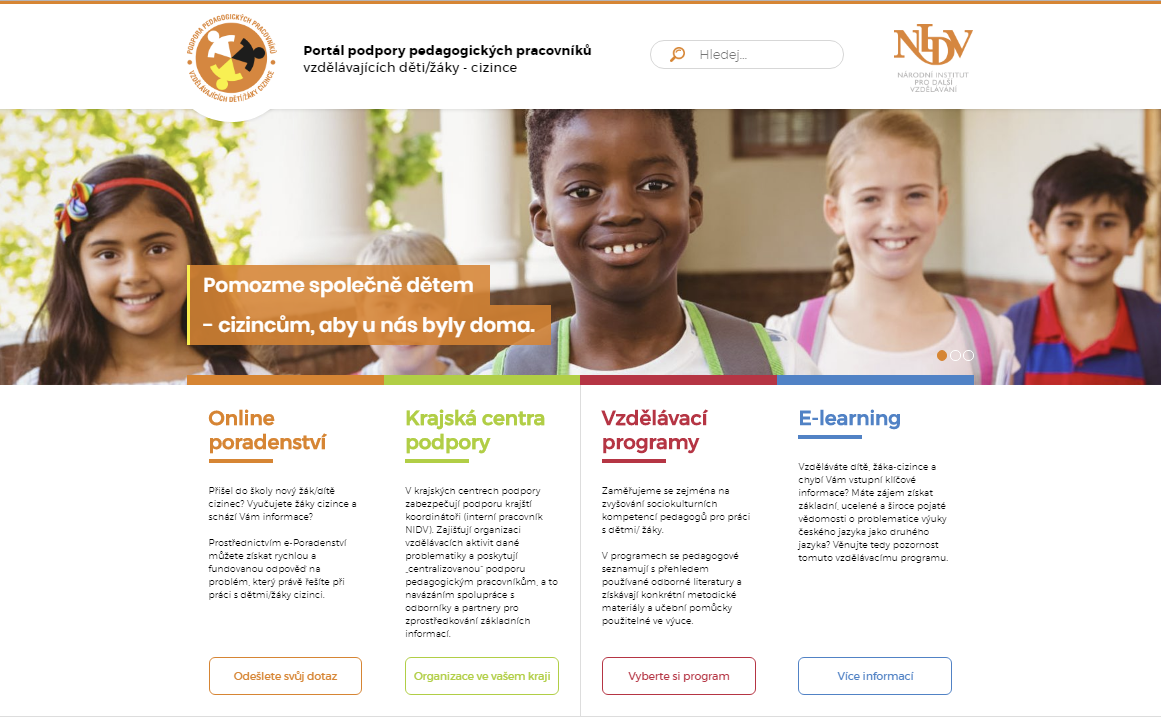 PODPORA PEDAGOGICKÝCH PRACOVNÍKŮ
VZDĚLÁVAJÍCÍCH DĚTI/ŽÁKY CIZINCE
Portál podpory pedagogických pracovníků
vzdělávajících děti/žáky - cizince
Hledej...
NIDV
NÁRODNÍ INSTITUT
PRO DALŠÍ
VZDĚLÁVÁNÍ
Pomozme společně dětem
- cizincům, aby u nás byly doma.
Online
poradenství
Přišel do školy nový žák/dítě
cizinec? Vyučujete žáky cizince a
schází Vám informace?
Prostřednictvím e-Poradenství
můžete získat rychlou a
fundovanou odpověď na
problém, který právě řešíte při
práci s dětmi/žáky cizinci.
Odešlete svůj dotaz
Krajská centra
podpory
V krajských centrech podpory
zabezpečují podporu krajští
koordinátoři (interní pracovník
NIDV). Zajišťují organizaci
vzdělávacích aktivit dané
problematiky a poskytují
„centralizovanou" podporu
pedagogickým pracovníkům, a to
navázáním spolupráce s
odborníky a partnery pro
zprostředkování základních
informací.
Organizace ve vašem kraji
Vzdělávací
programy
Zaměřujeme se zejména na
zvyšování sociokulturních
kompetencí pedagogů pro práci
s dětmi/ žáky.
V programech se pedagogové
seznamují s přehledem
používané odborné literatury a
získávají konkrétní metodické
materiály a učební pomůcky
použitelné ve výuce.
Vyberte si program
E-learning
Vzděláváte dítě, žáka-cizince a
chybí Vám vstupní klíčové
informace? Máte zájem získat
základní, ucelené a široce pojaté
vědomosti o problematice výuky
českého jazyka jako druhého
jazyka? Věnujte tedy pozornost
tomuto vzdělávacímu programu.
Více informací